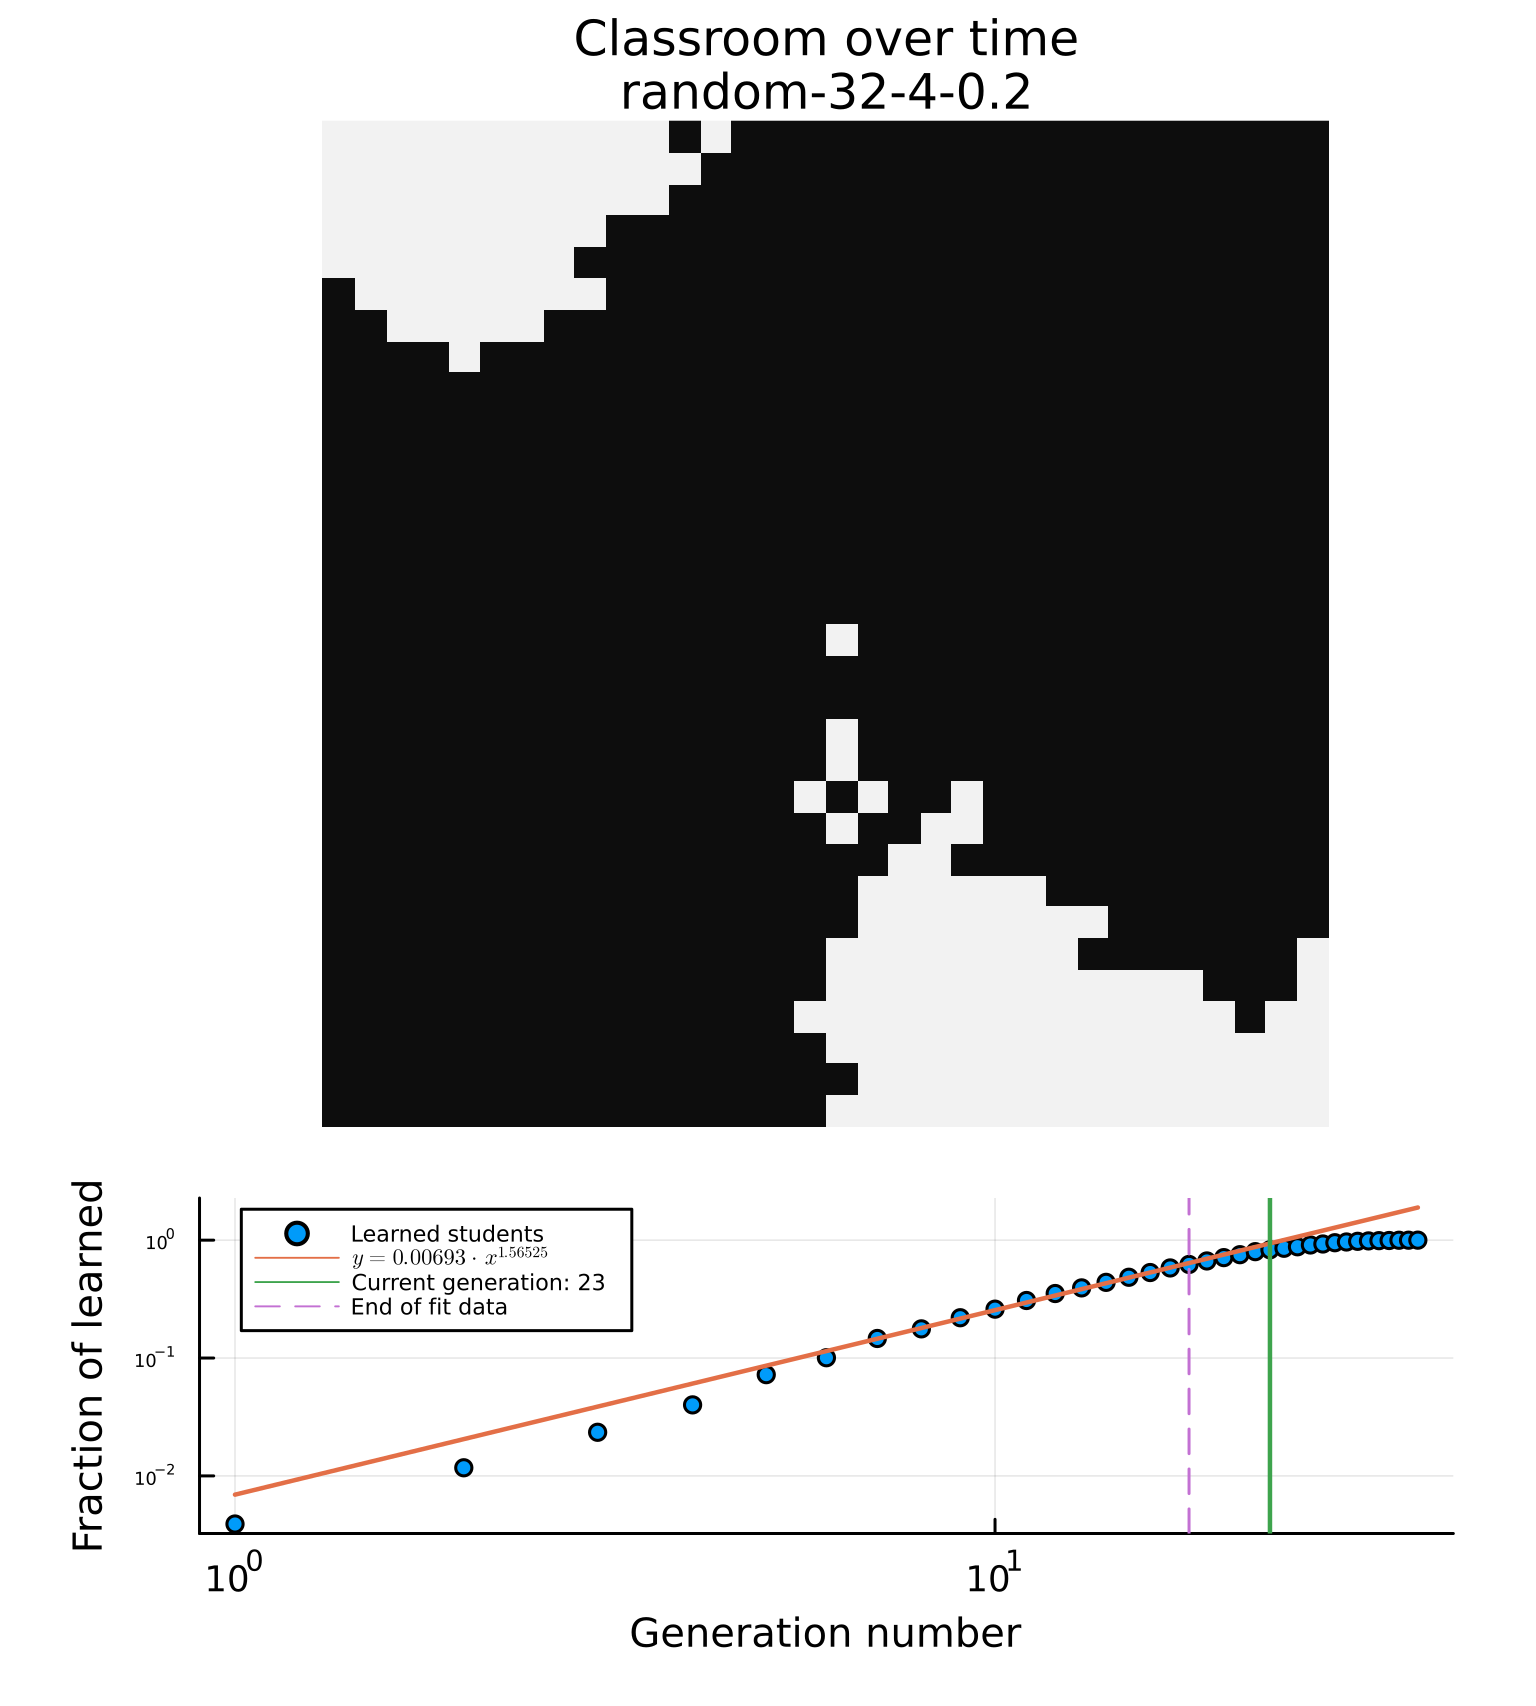 Classroom over time
random-32-4-0.2
Fraction of learned
Learned students
y = 0.00693 · x^1.56525
Current generation: 23
End of fit data
10^0
10^-1
10^-2
10^0 10^1
Generation number